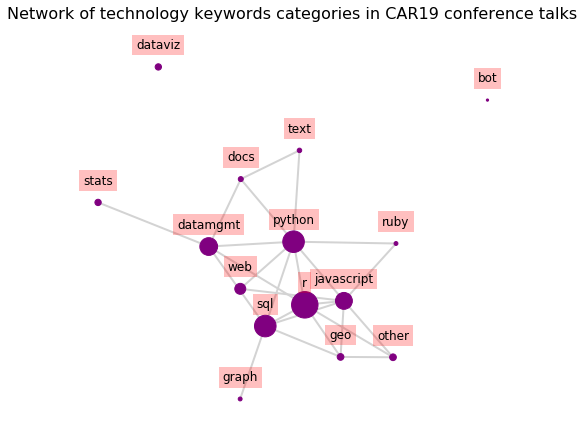 Network of technology keywords categories in CAR19 conference talks
dataviz
bot
text
docs
stats
datamgmt
python
ruby
web
javascript
r
sql
geo
other
graph